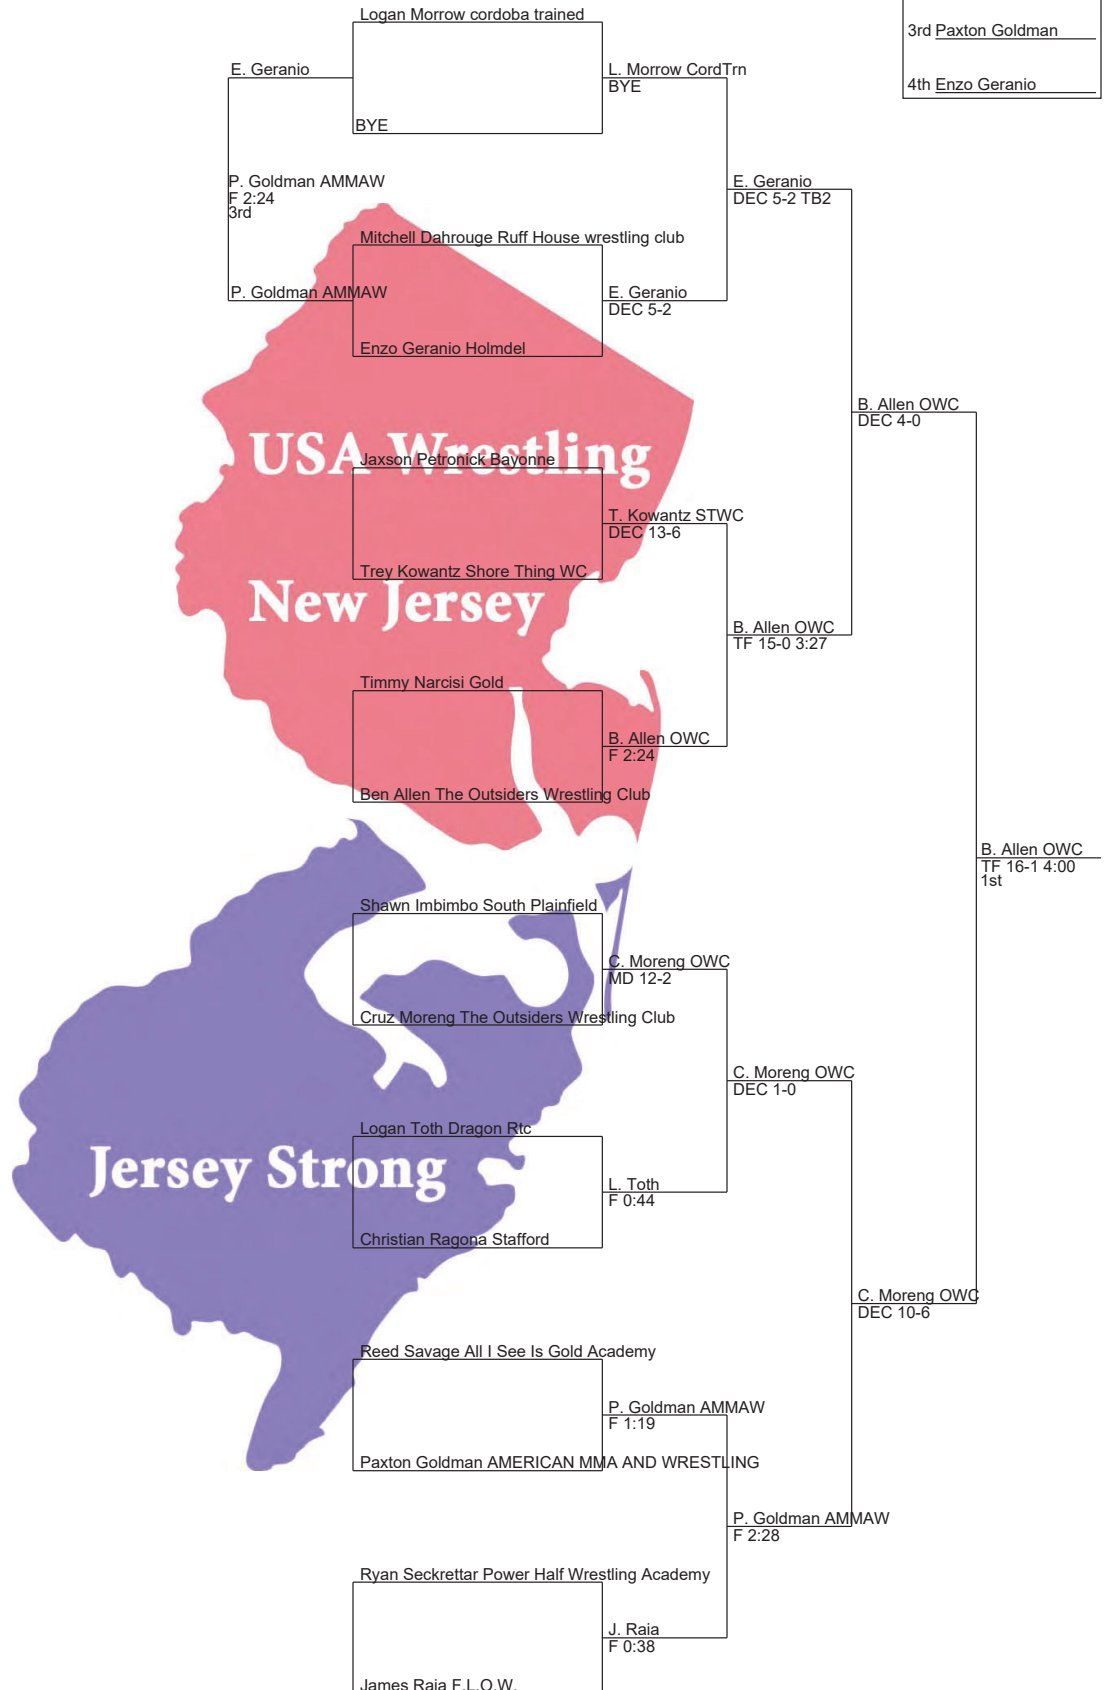 Logan Morrow cordoba trained
3rd Paxton Goldman
E. Geranio
L. Morrow CordTrn
BYE
4th Enzo Geranio
BYE
P. Goldman AMMAW
F 2:24
3rd
E. Geranio
DEC 5-2 TB2
Mitchell Dahrouge Ruff House wrestling club
P. Goldman AMMAW
E. Geranio
DEC 5-2
Enzo Geranio Holmdel
B. Allen OWC
DEC 4-0
USA Wrestling
Jaxson Petronick Bayonne
T. Kowantz STWC
DEC 13-6
Trey Kowantz Shore Thing WC
New Jersey
B. Allen OWC
TF 15-0 3:27
Timmy Narcisi Gold
B. Allen OWC
F 2:24
Ben Allen The Outsiders Wrestling Club
B. Allen OWC
TF 16-1 4:00
1st
Shawn Imbimbo South Plainfield
C. Moreng OWC
MD 12-2
Cruz Moreng The Outsiders Wrestling Club
C. Moreng OWC
DEC 1-0
Logan Toth Dragon Rtc
Jersey Strong
L. Toth
F 0:44
Christian Ragona Stafford
C. Moreng OWC
DEC 10-6
Reed Savage All I See Is Gold Academy
P. Goldman AMMAW
F 1:19
Paxton Goldman AMERICAN MMA AND WRESTLING
P. Goldman AMMAW
F 2:28
Ryan Seckrettar Power Half Wrestling Academy
J. Raia
F 0:38
James Raia F.L.O.W.